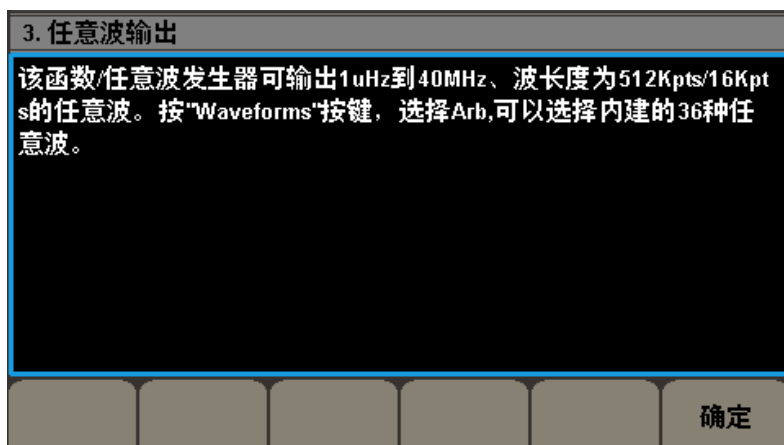 3. 任意波输出
该函数/任意波发生器可输出1uHz到40MHz、波长度为512Kpts/16Kpt
s的任意波。按"Waveforms"按键，选择Arb,可以选择内建的36种任
意波。
确定